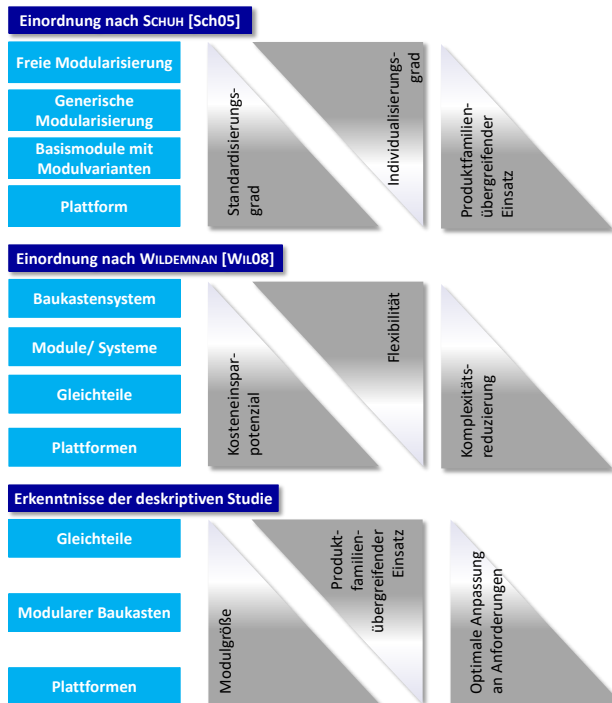 Einordnung nach SCHUH [Sch05]
Freie Modularisierung
Generische
Modularisierung
Basismodule mit
Modulvarianten
Plattform
Standardisierungs-
grad
Individualisierungs-
grad
Produktfamilien-
übergreifender
Einsatz
Einordnung nach WILDEMNAN [WIL08]
Baukastensystem
Module/ Systeme
Gleichteile
Plattformen
Kosteneinspar-
potenzial
Flexibilität
Komplexitäts-
reduzierung
Erkenntnisse der deskriptiven Studie
Gleichteile
Modularer Baukasten
Plattformen
Modulgröße
Produkt-
familien-
übergreifender
Einsatz
Optimale Anpassung
an Anforderungen